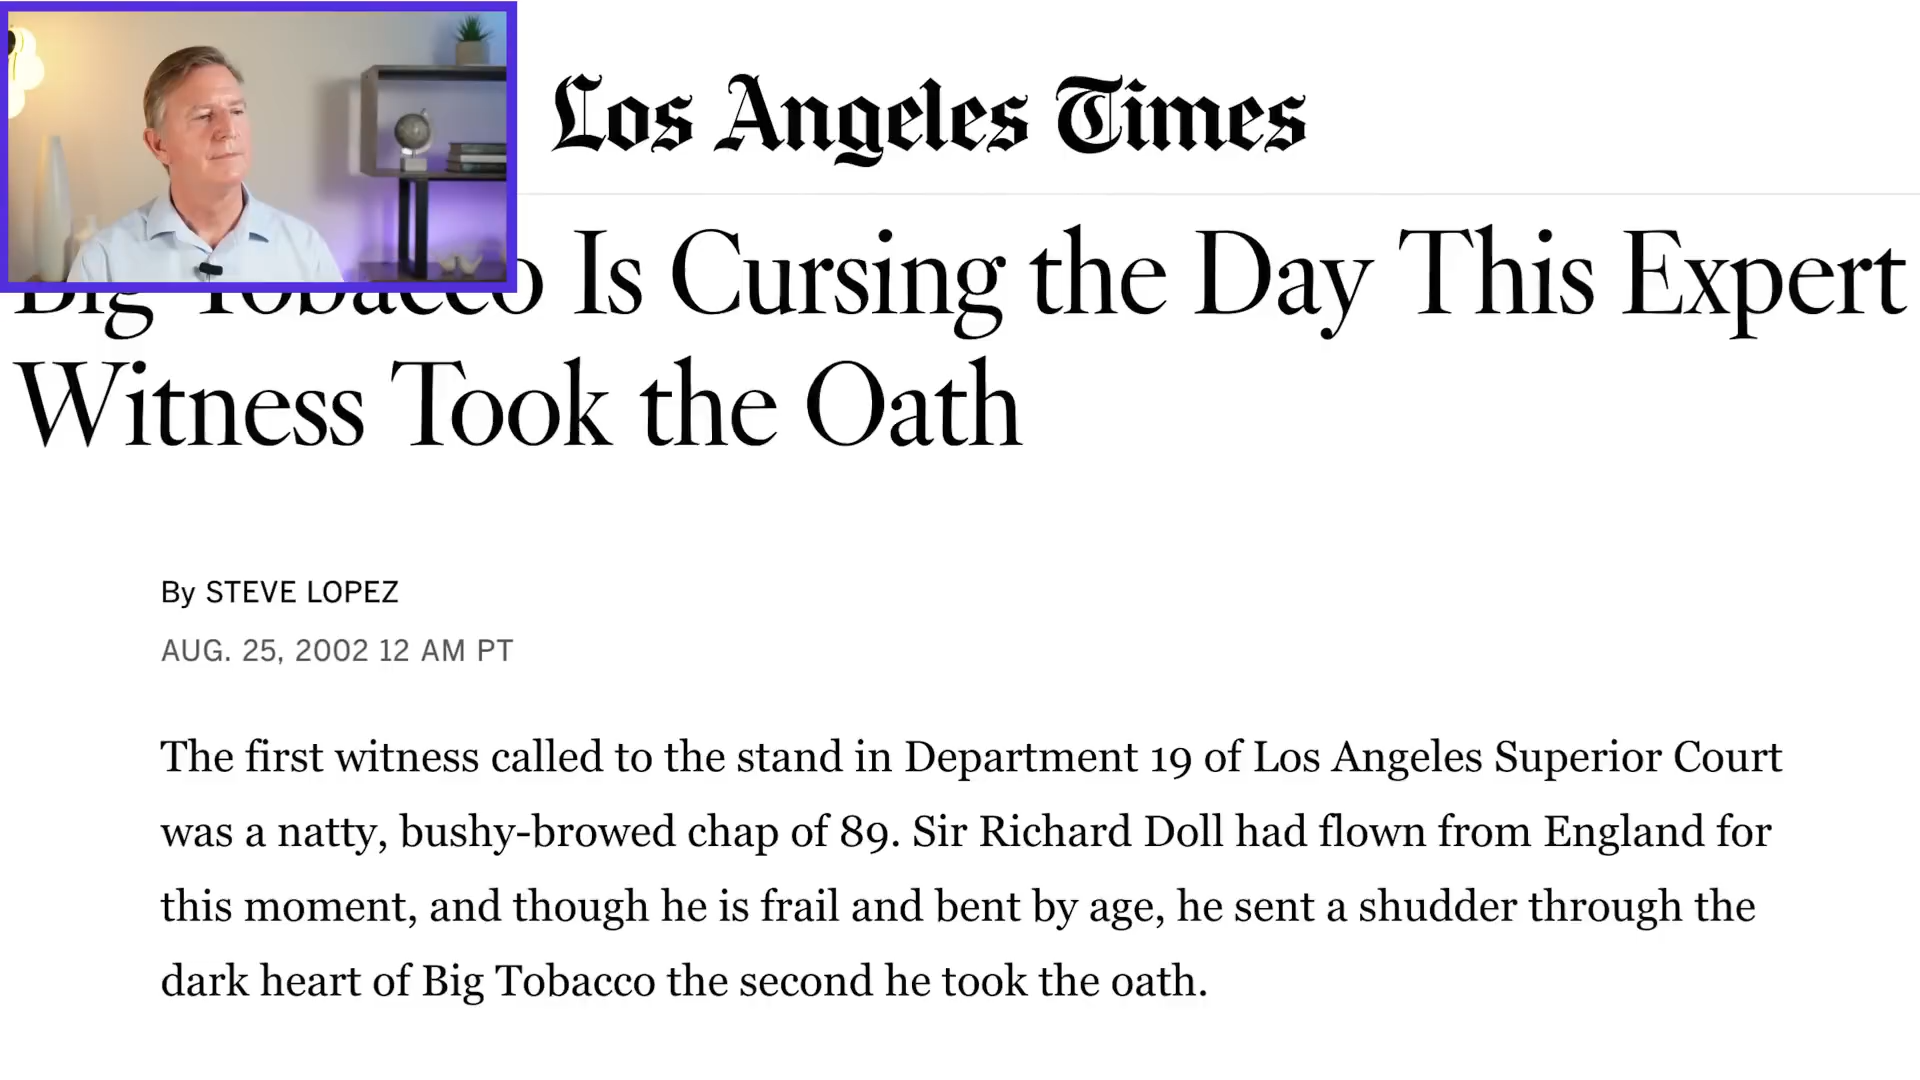 Los Angeles Times
Big Tobacco Is Cursing the Day This Expert
Witness Took the Oath
By STEVE LOPEZ
AUG. 25, 2002 12 AM PT
The first witness called to the stand in Department 19 of Los Angeles Superior Court
was a natty, bushy-browed chap of 89. Sir Richard Doll had flown from England for
this moment, and though he is frail and bent by age, he sent a shudder through the
dark heart of Big Tobacco the second he took the oath.